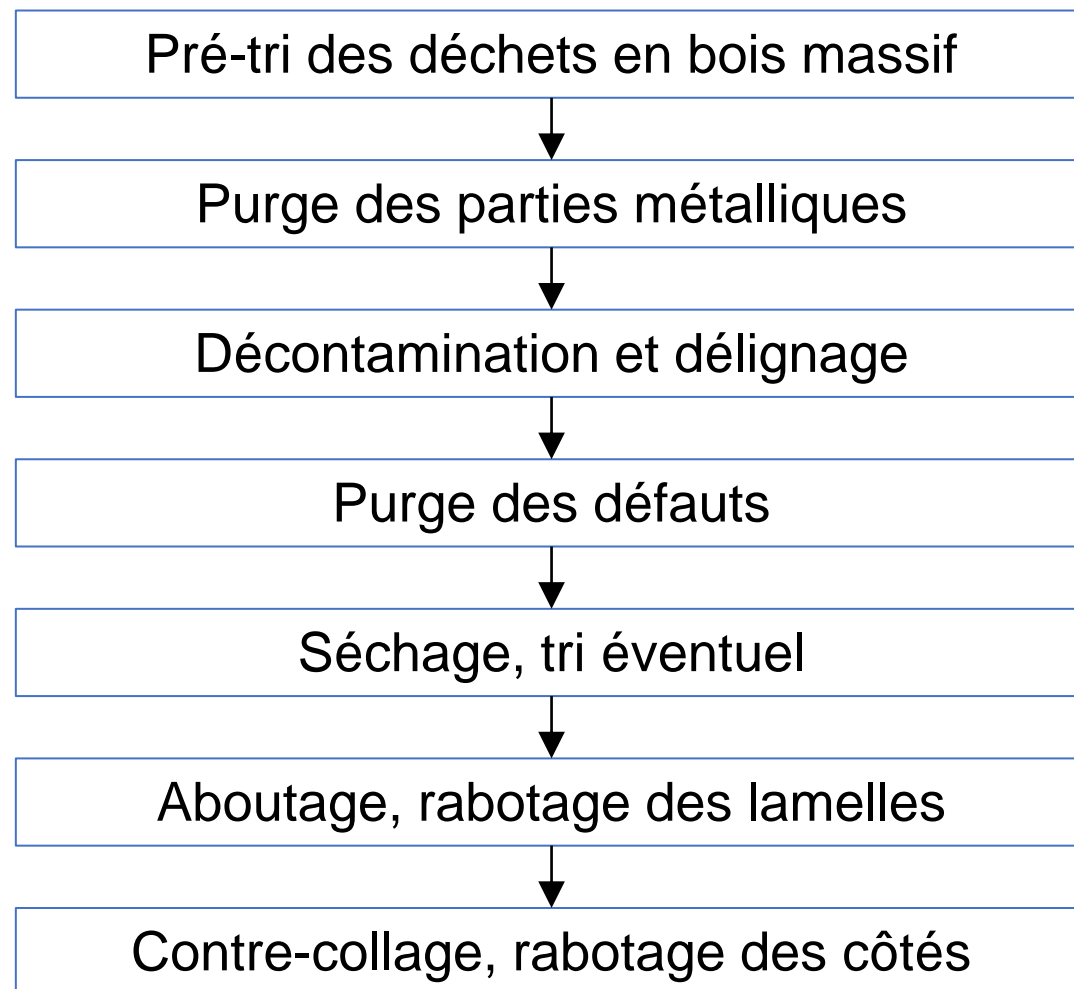 Pré-tri des déchets en bois massif
Purge des parties métalliques
Décontamination et délignage
Purge des défauts
Séchage, tri éventuel
Aboutage, rabotage des lamelles
Contre-collage, rabotage des côtés